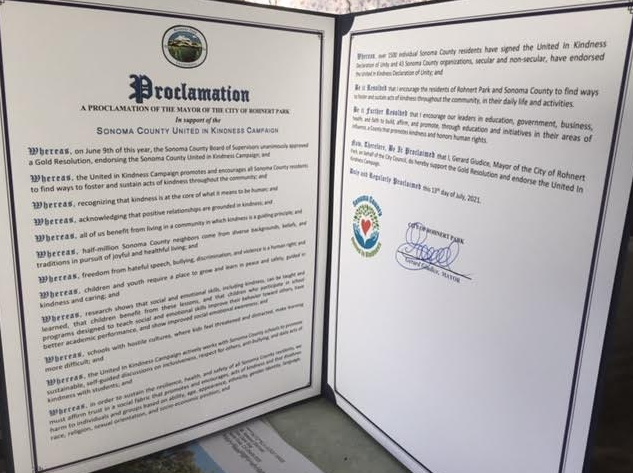 Proclamation
A PROCLAMATION OF THE MAYOR OF THE CITY OF ROHNERT PARK
In support of the
SONOMA COUNTY UNITED IN KINDNESS CAMPAIGN
Whereas, on June 9th of this year, the Sonoma County Board of Supervisors unanimously approved
a Gold Resolution, endorsing the Sonoma County United in Kindness Campaign; and
Whereas, the United in Kindness Campaign promotes and encourages all Sonoma County residents
to find ways to foster and sustain acts of kindness throughout the community; and
Whereas, recognizing that kindness is at the core of what it means to be human; and
Whereas, acknowledging that positive relationships are grounded in kindness; and
Whereas, all of us benefit from living in a community in which kindness is a guiding principle; and
Whereas, half-million Sonoma County neighbors come from diverse backgrounds, beliefs, and
traditions in pursuit of joyful and healthful living; and
Whereas, freedom from hateful speech, bullying, discrimination, and violence is a human right; and
Whereas, children and youth require a place to grow and learn in peace and safety, guided in
kindness and caring; and
Whereas, research shows that social and emotional skills, including kindness, can be taught and
learned, that children benefit from these lessons, and that children who participate in school
programs designed to teach social and emotional skills improve their behavior toward others, have
better academic performance, and show improved social emotional awareness; and
Whereas, schools with hostile cultures, where kids feel threatened and distracted, make learning
more difficult; and
Whereas, the United in Kindness Campaign actively works with Sonoma County schools to promote
sustainable, self-guided discussions on inclusiveness, respect for others, anti-bullying, and daily acts of
kindness with students; and
Whereas, in order to sustain the resilience, health, and safety of all Sonoma County residents, we
must affirm trust in a social fabric that promotes and encourages acts of kindness and that
harm to individuals and groups based on ability, age, appearance, ethnicity, gender identity, language,
race, religion, sexual orientation, and socio-economic position; and
Whereas, over 1500 individual Sonoma County residents have signed the United In Kindness
Declaration of Unity and 45 Sonoma County organizations, secular and non-secular, have endorsed
the United in Kindness Declaration of Unity; and
Be it Resolved that I encourage the residents of Rohnert Park and Sonoma County to find ways
to foster and sustain acts of kindness throughout the community, in their daily life and activities.
Be it Further Resolved that I encourage our leaders in education, government, business,
health, and faith to build, affirm, and promote, through education and initiatives in their areas of
influence, a County that promotes kindness and honors human rights.
Now, Therefore, Be It Proclaimed that I, Gerard Giudice, Mayor of the City of Rohnert
Park, on behalf of the City Council, do hereby support the Gold Resolution and endorse the United In
Kindness Campaign.
Duly and Regularly Proclaimed this 13th day of July, 2021.
Sonoma County
United in Kindness
CITY OF ROHNERT PARK
Gerard Giudice, MAYOR